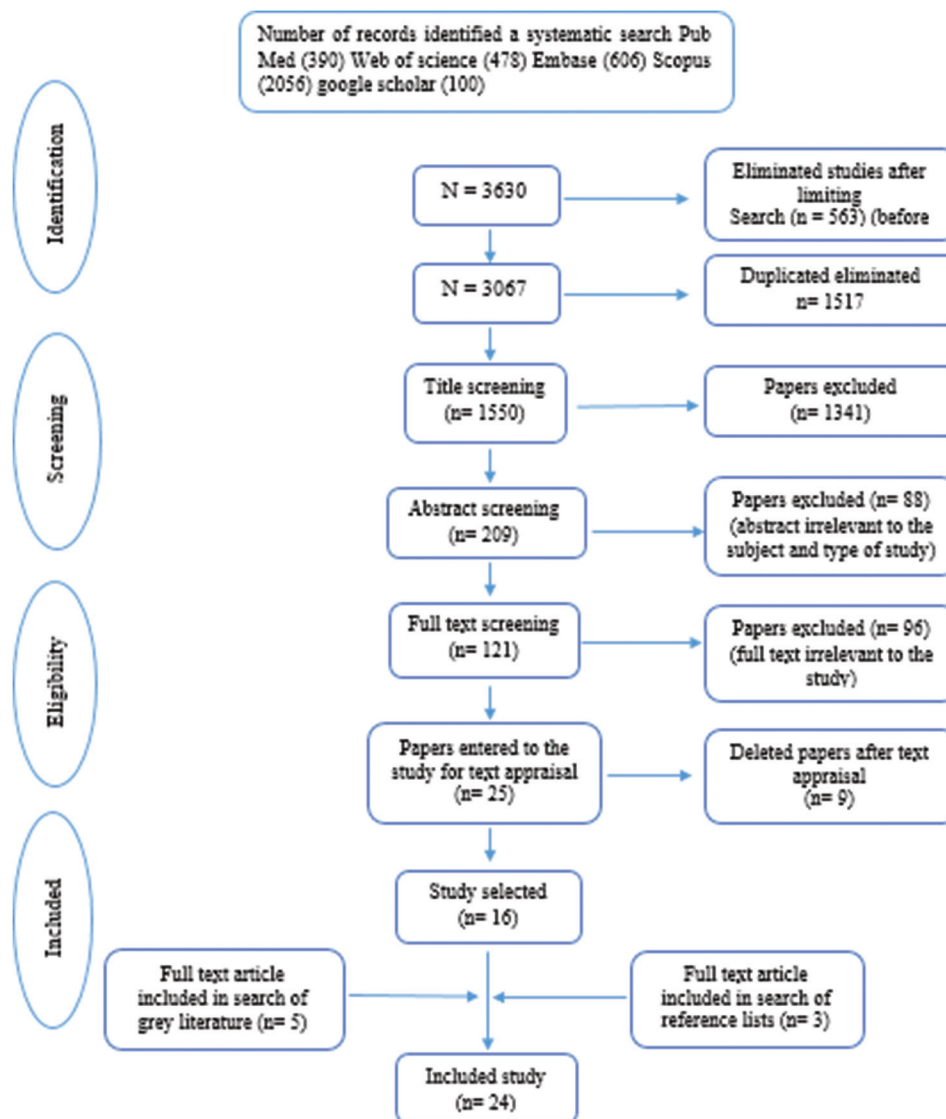 Number of records identified a systematic search Pub
Med (390) Web of science (478) Embase (606) Scopus
(2056) google scholar (100)
Identification
N = 3630
Eliminated studies after
limiting
Search (n = 563) (before
N = 3067
Duplicated eliminated
n= 1517
Screening
Title screening
(n= 1550)
Papers excluded
(n= 1341)
Abstract screening
(n= 209)
Papers excluded (n= 88)
(abstract irrelevant to the
subject and type of study)
Eligibility
Full text screening
(n= 121)
Papers excluded (n= 96)
(full text irrelevant to the
study)
Papers entered to the
study for text appraisal
(n= 25)
Deleted papers after text
appraisal
(n= 9)
Included
Study selected
(n= 16)
Full text article
included in search of
grey literature (n= 5)
Full text article
included in search of
reference lists (n= 3)
Included study
(n= 24)